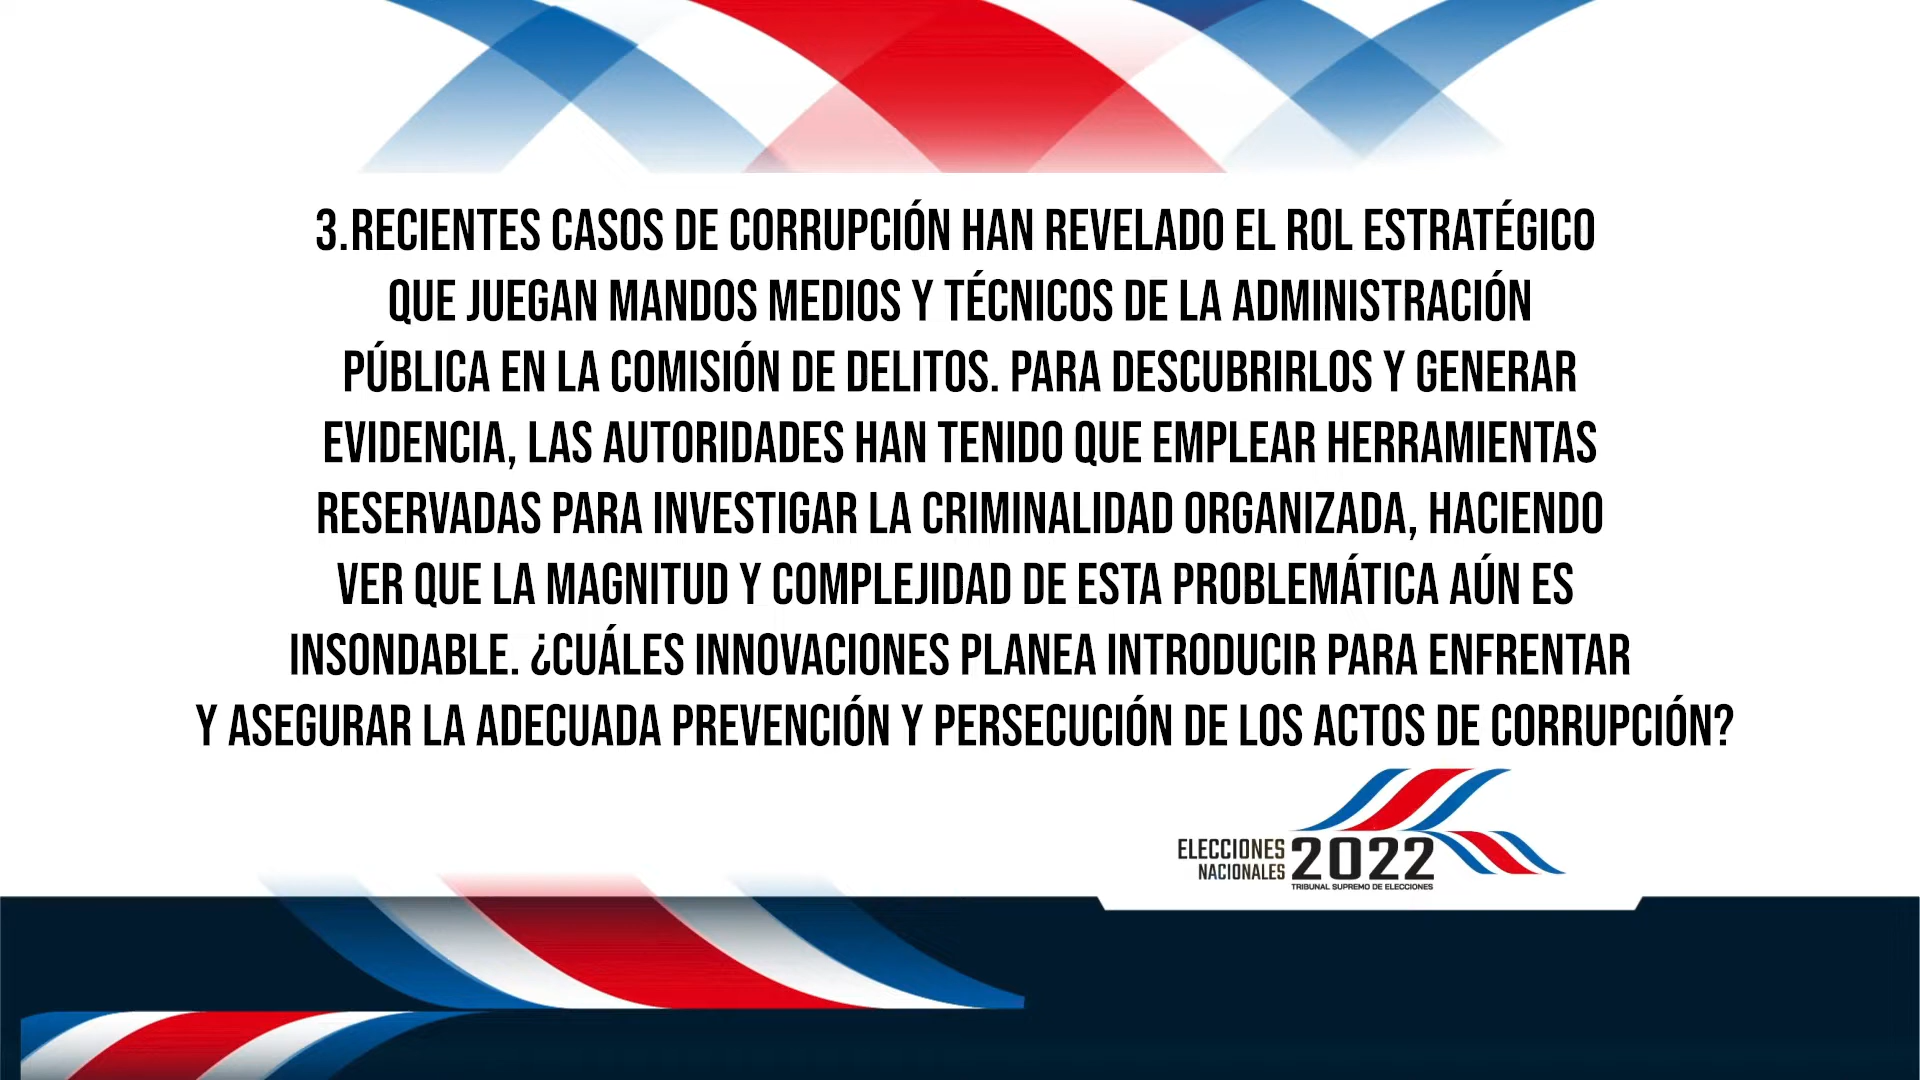 3.RECIENTES CASOS DE CORRUPCIÓN HAN REVELADO EL ROL ESTRATÉGICO
QUE JUEGAN MANDOS MEDIOS Y TÉCNICOS DE LA ADMINISTRACIÓN
PÚBLICA EN LA COMISIÓN DE DELITOS. PARA DESCUBRIRLOS Y GENERAR
EVIDENCIA, LAS AUTORIDADES HAN TENIDO QUE EMPLEAR HERRAMIENTAS
RESERVADAS PARA INVESTIGAR LA CRIMINALIDAD ORGANIZADA, HACIENDO
VER QUE LA MAGNITUD Y COMPLEJIDAD DE ESTA PROBLEMÁTICA AÚN ES
INSONDABLE. ¿CUÁLES INNOVACIONES PLANEA INTRODUCIR PARA ENFRENTAR
Y ASEGURAR LA ADECUADA PREVENCIÓN Y PERSECUCIÓN DE LOS ACTOS DE CORRUPCIÓN?
ELECCIONES
NACIONALES
2022
TRIBUNAL SUPREMO DE ELECCIONES